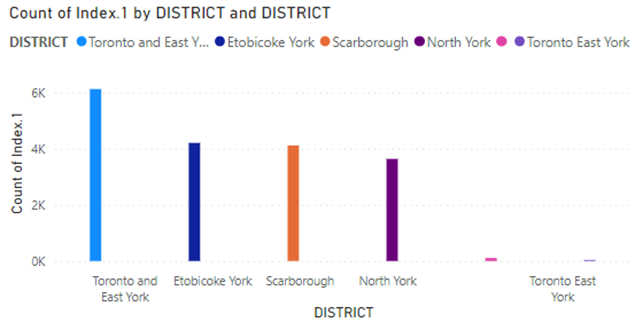 Count of Index.1 by DISTRICT and DISTRICT
DISTRICT Toronto and East Y... Etobicoke York Scarborough North York Toronto East York
6K
4K
2K
0K
Count of Index.1
Toronto and East York
Etobicoke York
Scarborough
North York
Toronto East York
DISTRICT